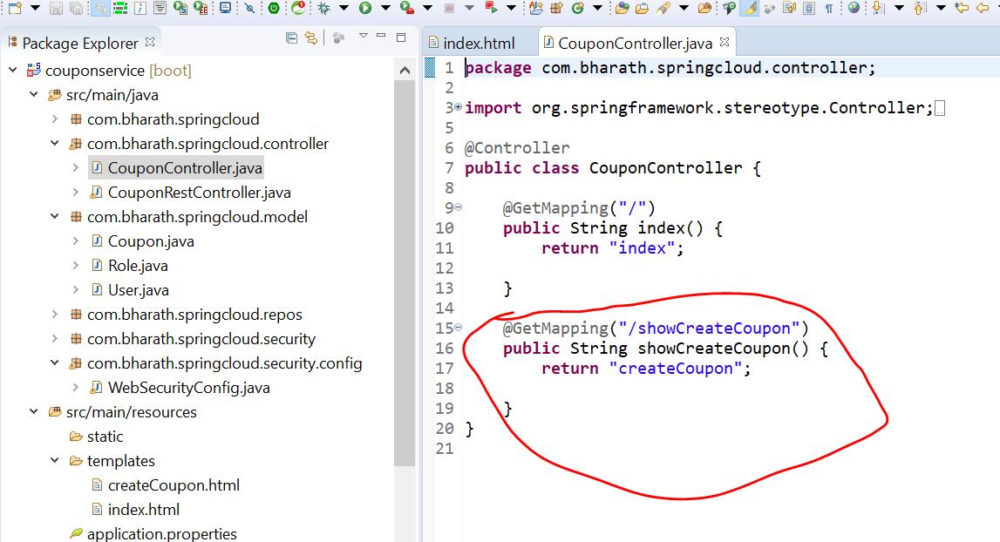 Package Explorer
couponservice [boot]
src/main/java
com.bharath.springcloud
com.bharath.springcloud.controller
CouponController.java
CouponRestController.java
com.bharath.springcloud.model
Coupon.java
Role.java
User.java
com.bharath.springcloud.repos
com.bharath.springcloud.security
com.bharath.springcloud.security.config
WebSecurityConfig.java
src/main/resources
static
templates
createCoupon.html
index.html
application.properties
index.html
CouponController.java
1 package com.bharath.springcloud.controller;
2
3 import org.springframework.stereotype.Controller;
5
6 @Controller
7 public class CouponController {
8
9 @GetMapping("/")
10 public String index() {
11 return "index";
12
13 }
14
15 @GetMapping("/showCreateCoupon")
16 public String showCreateCoupon() {
17 return "createCoupon";
18
19 }
20 }
21